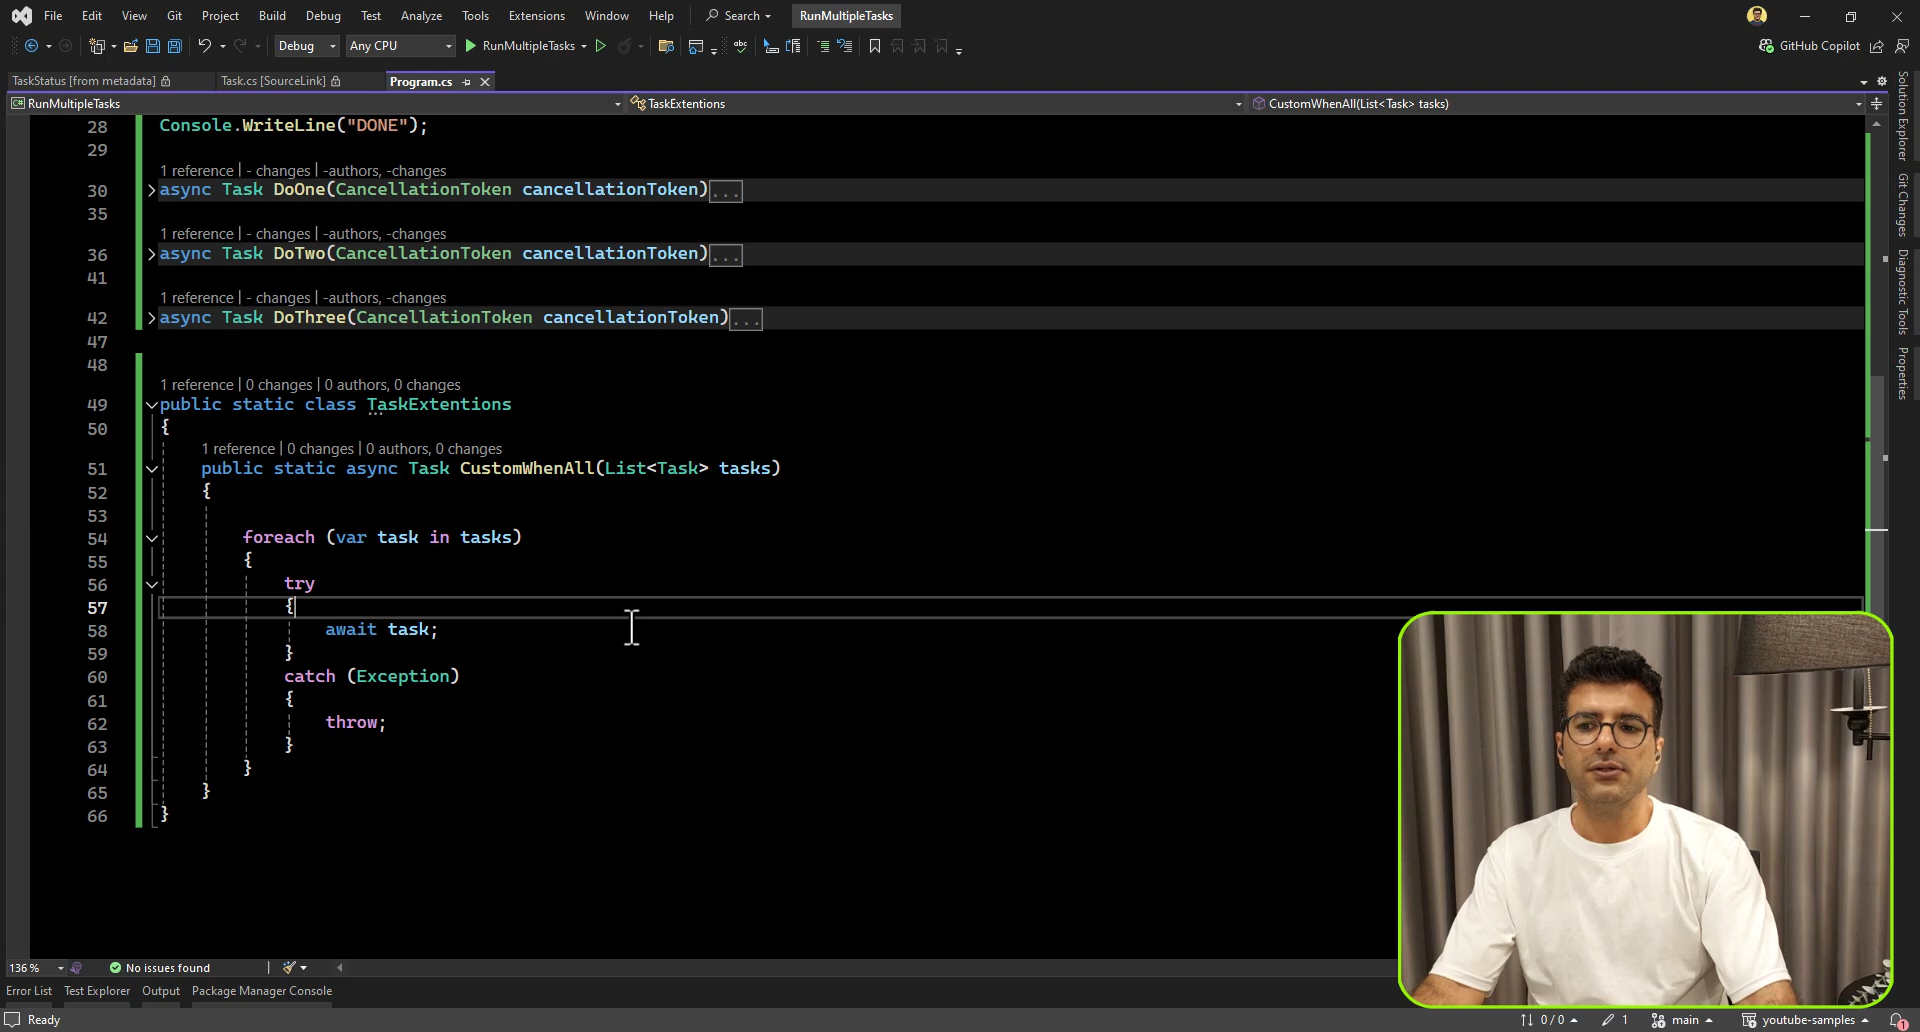 File Edit View Git Project Build Debug Test Analyze Tools Extensions Window Help Search RunMultipleTasks
Debug Any CPU RunMultipleTasks GitHub Copilot
TaskStatus [from metadata] Task.cs [SourceLink] Program.cs
RunMultipleTasks TaskExtentions CustomWhenAll(List<Task> tasks)
28 Console.WriteLine("DONE");
29
1 reference | - changes | -authors, -changes
30 async Task DoOne(CancellationToken cancellationToken)...
35
1 reference | - changes | -authors, -changes
36 async Task DoTwo(CancellationToken cancellationToken)...
41
1 reference | - changes | -authors, -changes
42 async Task DoThree(CancellationToken cancellationToken)...
47
48
1 reference | 0 changes | 0 authors, 0 changes
49 public static class TaskExtentions
50 {
1 reference | 0 changes | 0 authors, 0 changes
51 public static async Task CustomWhenAll(List<Task> tasks)
52 {
53
54 foreach (var task in tasks)
55 {
56 try
57 {
58 await task;
59 }
60 catch (Exception)
61 {
62 throw;
63 }
64 }
65 }
66 }
Solution Explorer
Git Changes
Diagnostic Tools
Properties
136 % No issues found
Error List Test Explorer Output Package Manager Console
Ready 0 / 0 1 main youtube-samples 1